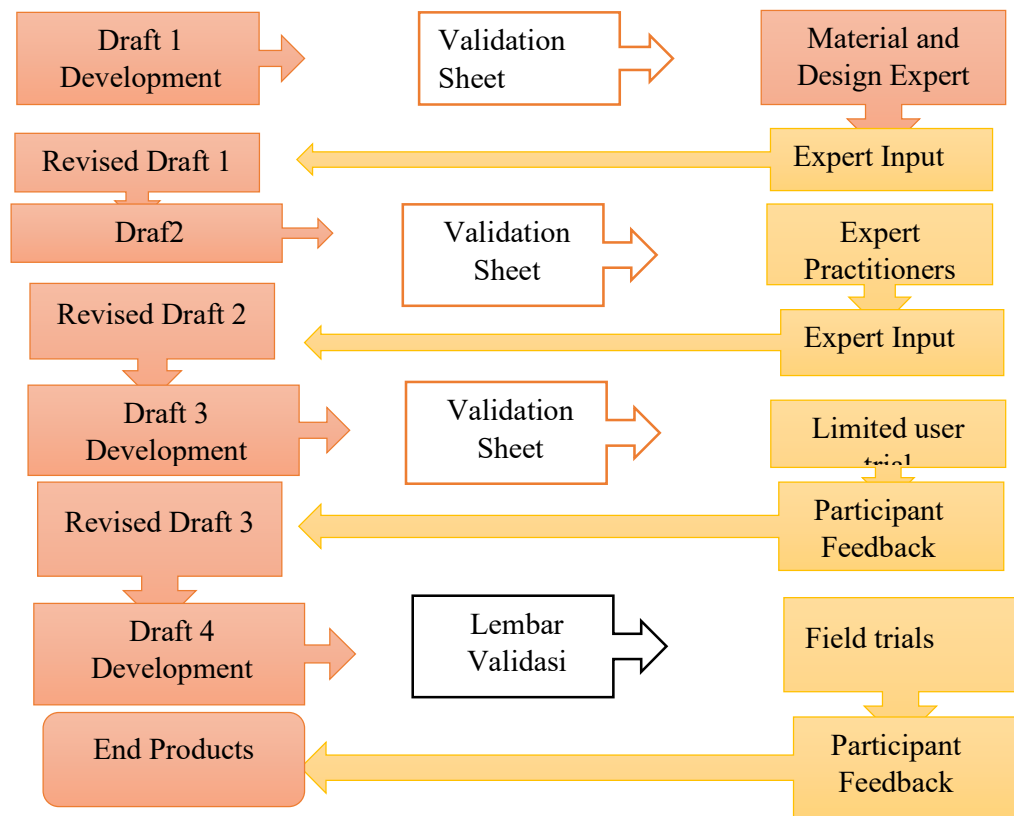 Draft 1
Development
Validation
Sheet
Material and
Design Expert
Revised Draft 1
Expert Input
Draf2
Validation
Sheet
Expert
Practitioners
Revised Draft 2
Expert Input
Draft 3
Development
Validation
Sheet
Limited user
trial
Revised Draft 3
Participant
Feedback
Draft 4
Development
Lembar
Validasi
Field trials
End Products
Participant
Feedback